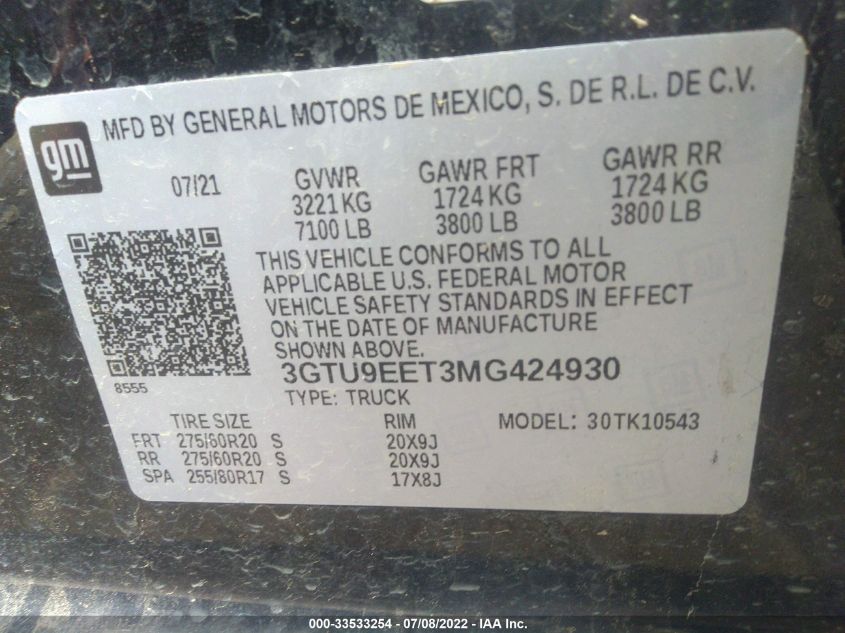 MFD BY GENERAL MOTORS DE MEXICO, S. DE R.L. DE C.V.
gm
07/21 GVWR GAWR FRT GAWR RR
3221 KG 1724 KG 1724 KG
7100 LB 3800 LB 3800 LB
THIS VEHICLE CONFORMS TO ALL
APPLICABLE U.S. FEDERAL MOTOR
VEHICLE SAFETY STANDARDS IN EFFECT
ON THE DATE OF MANUFACTURE
SHOWN ABOVE.
8555
3GTU9EET3MG424930
TYPE: TRUCK
TIRE SIZE RIM MODEL: 30TK10543
FRT 275/60R20 S 20X9J
RR 275/60R20 S 20X9J
SPA 255/80R17 S 17X8J
000-33533254 - 07/08/2022 - IAA Inc.